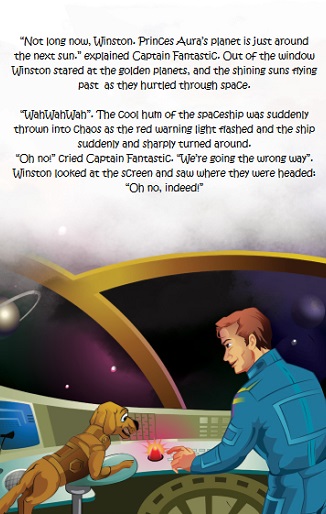 “Not long now, Winston. Princes Aura’s planet is just around
the next sun.” explained Captain Fantastic. Out of the window
Winston stared at the golden planets, and the shining suns flying
past as they hurtled through space.
“WahWahWah”. The cool hum of the spaceship was suddenly
thrown into chaos as the red warning light flashed and the ship
suddenly and sharply turned around.
“Oh no!” cried Captain Fantastic. “We’re going the wrong way”.
Winston looked at the screen and saw where they were headed:
“Oh no, indeed!”